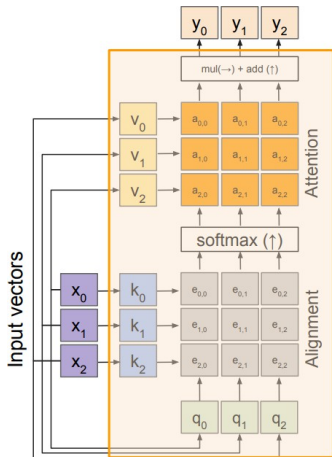 y0 y1 y2
mul(→) + add (↑)
v0 a0,0 a0,1 a0,2
v1 a1,0 a1,1 a1,2
v2 a2,0 a2,1 a2,2
Attention
softmax (↑)
Input vectors
x0 k0 e0,0 e0,1 e0,2
x1 k1 e1,0 e1,1 e1,2
x2 k2 e2,0 e2,1 e2,2
Alignment
q0 q1 q2